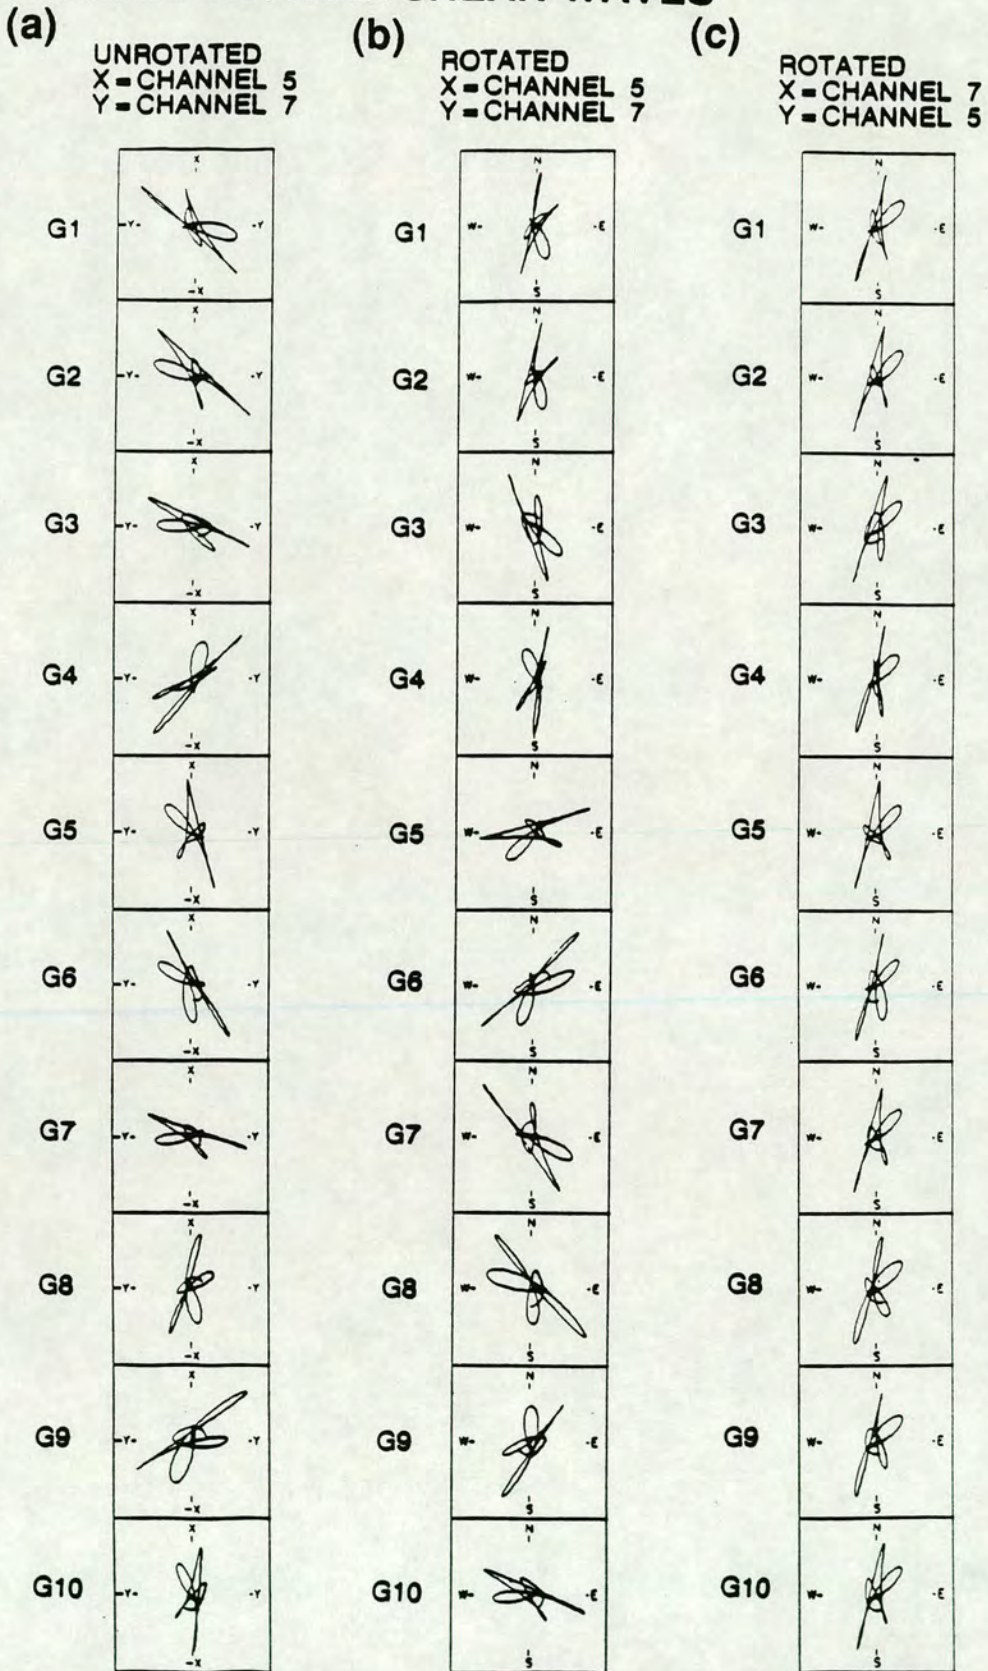 (a)
UNROTATED
X = CHANNEL 5
Y = CHANNEL 7
(b)
ROTATED
X = CHANNEL 5
Y = CHANNEL 7
(c)
ROTATED
X = CHANNEL 7
Y = CHANNEL 5
G1
X
-Y-
-Y
-X
G1
N
W-
-E
S
G1
N
W-
-E
S
G2
X
-Y-
-Y
-X
G2
N
W-
-E
S
G2
N
W-
-E
S
G3
X
-Y-
-Y
-X
G3
N
W-
-E
S
G3
N
W-
-E
S
G4
X
-Y-
-Y
-X
G4
N
W-
-E
S
G4
N
W-
-E
S
G5
X
-Y-
-Y
-X
G5
N
W-
-E
S
G5
N
W-
-E
S
G6
X
-Y-
-Y
-X
G6
N
W-
-E
S
G6
N
W-
-E
S
G7
X
-Y-
-Y
-X
G7
N
W-
-E
S
G7
N
W-
-E
S
G8
X
-Y-
-Y
-X
G8
N
W-
-E
S
G8
N
W-
-E
S
G9
X
-Y-
-Y
-X
G9
N
W-
-E
S
G9
N
W-
-E
S
G10
X
-Y-
-Y
-X
G10
N
W-
-E
S
G10
N
W-
-E
S